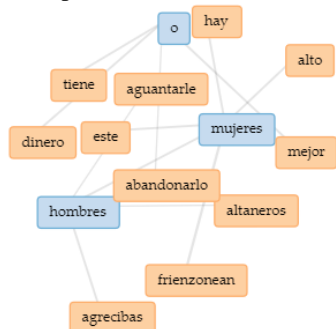 hay
o
alto
tiene
aguantarle
dinero
este
mujeres
mejor
abandonarlo
hombres
altaneros
frienzonean
agrecibas